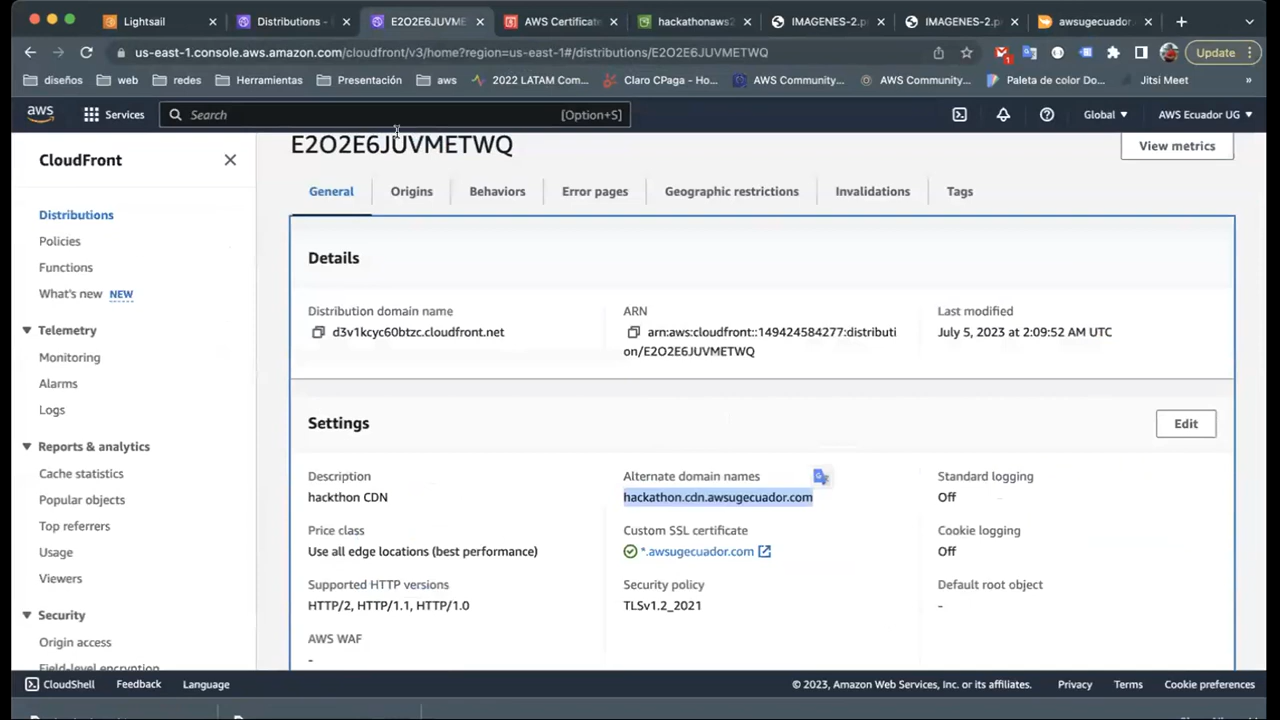 Lightsail
Distributions -
E2O2E6JUVME
AWS Certificate
hackathonaws2
IMAGENES-2.p
IMAGENES-2.p
awsugecuador
us-east-1.console.aws.amazon.com/cloudfront/v3/home?region=us-east-1#/distributions/E2O2E6JUVMETWQ
Update
diseños
web
redes
Herramientas
Presentación
aws
2022 LATAM Com...
Claro CPaga - Ho...
AWS Community...
AWS Community...
Paleta de color Do...
Jitsi Meet
»
aws
Services
Search
[Option+S]
Global
AWS Ecuador UG
CloudFront
Distributions
Policies
Functions
What's new NEW
Telemetry
Monitoring
Alarms
Logs
Reports & analytics
Cache statistics
Popular objects
Top referrers
Usage
Viewers
Security
Origin access
Field-level encryption
E2O2E6JUVMETWQ
View metrics
General
Origins
Behaviors
Error pages
Geographic restrictions
Invalidations
Tags
Details
Distribution domain name
d3v1kcyc60btzc.cloudfront.net
ARN
arn:aws:cloudfront::149424584277:distributi
on/E2O2E6JUVMETWQ
Last modified
July 5, 2023 at 2:09:52 AM UTC
Settings
Edit
Description
hackthon CDN
Price class
Use all edge locations (best performance)
Supported HTTP versions
HTTP/2, HTTP/1.1, HTTP/1.0
AWS WAF
-
Alternate domain names
hackathon.cdn.awsugecuador.com
Custom SSL certificate
*.awsugecuador.com
Security policy
TLSv1.2_2021
Standard logging
Off
Cookie logging
Off
Default root object
-
CloudShell
Feedback
Language
© 2023, Amazon Web Services, Inc. or its affiliates.
Privacy
Terms
Cookie preferences